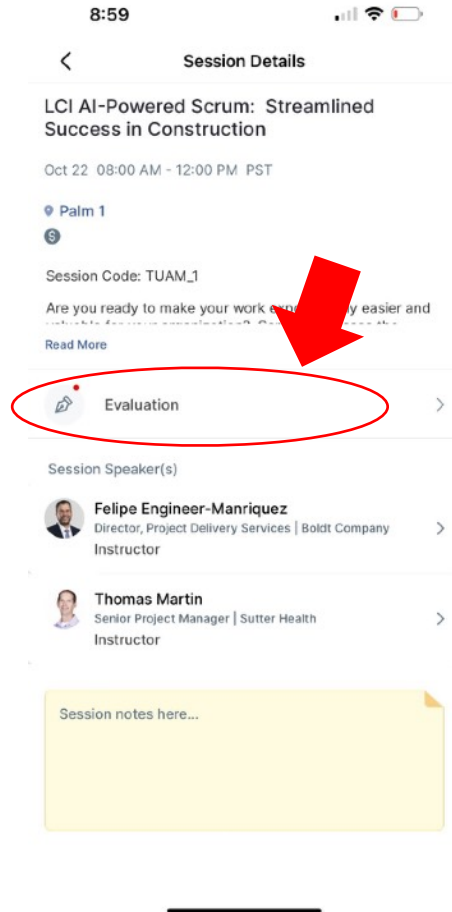 8:59
Session Details
LCI AI-Powered Scrum: Streamlined
Success in Construction
Oct 22 08:00 AM - 12:00 PM PST
Palm 1
Session Code: TUAM_1
Are you ready to make your work easier and
Read More
Evaluation
Session Speaker(s)
Felipe Engineer-Manriquez
Director, Project Delivery Services | Boldt Company
Instructor
Thomas Martin
Senior Project Manager | Sutter Health
Instructor
Session notes here...